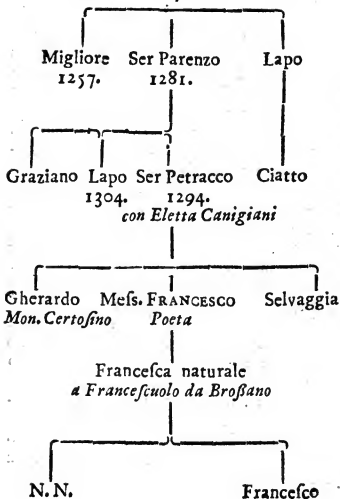 Migliore Ser Parenzo Lapo
1257. 1281.
Graziano Lapo Ser Petracco Ciatto
1304. 1294.
con Eletta Canigiani
Gherardo Meſs. FRANCESCO Selvaggia
Mon. Certoſino Poeta
Franceſca naturale
a Franceſcuolo da Broßano
N. N. Franceſco